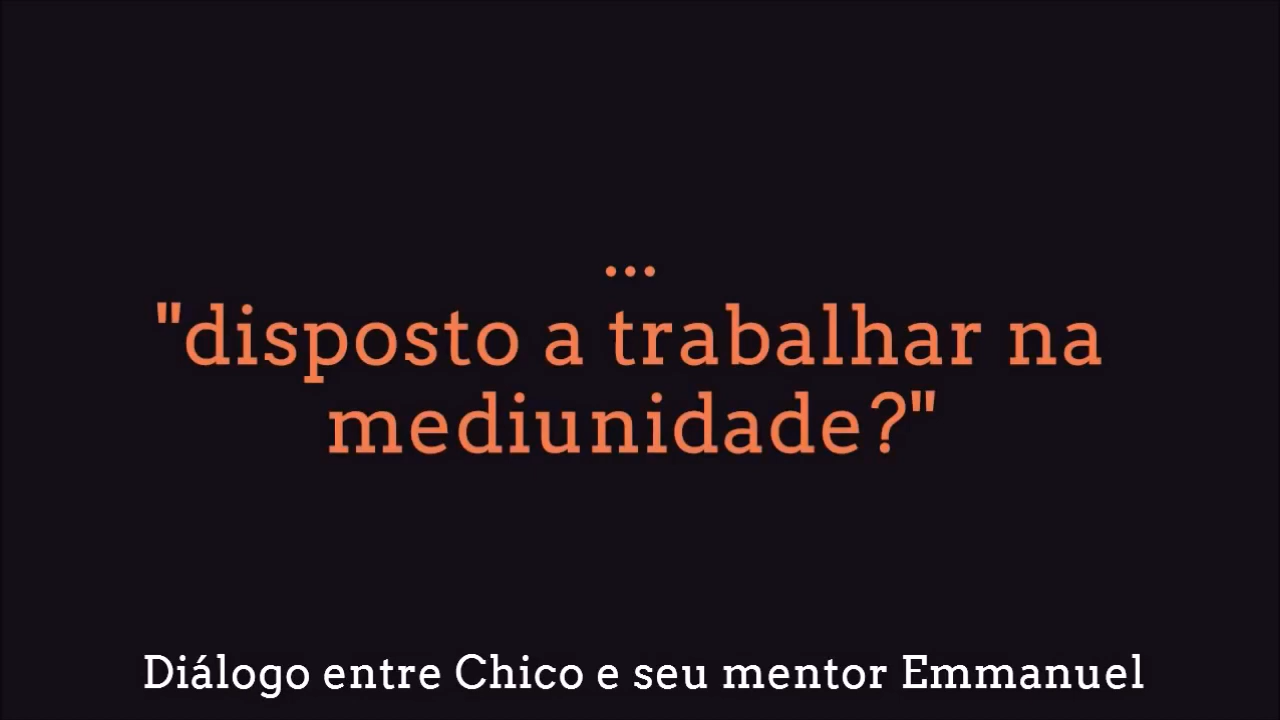 ...
"disposto a trabalhar na
mediunidade?"
Diálogo entre Chico e seu mentor Emmanuel